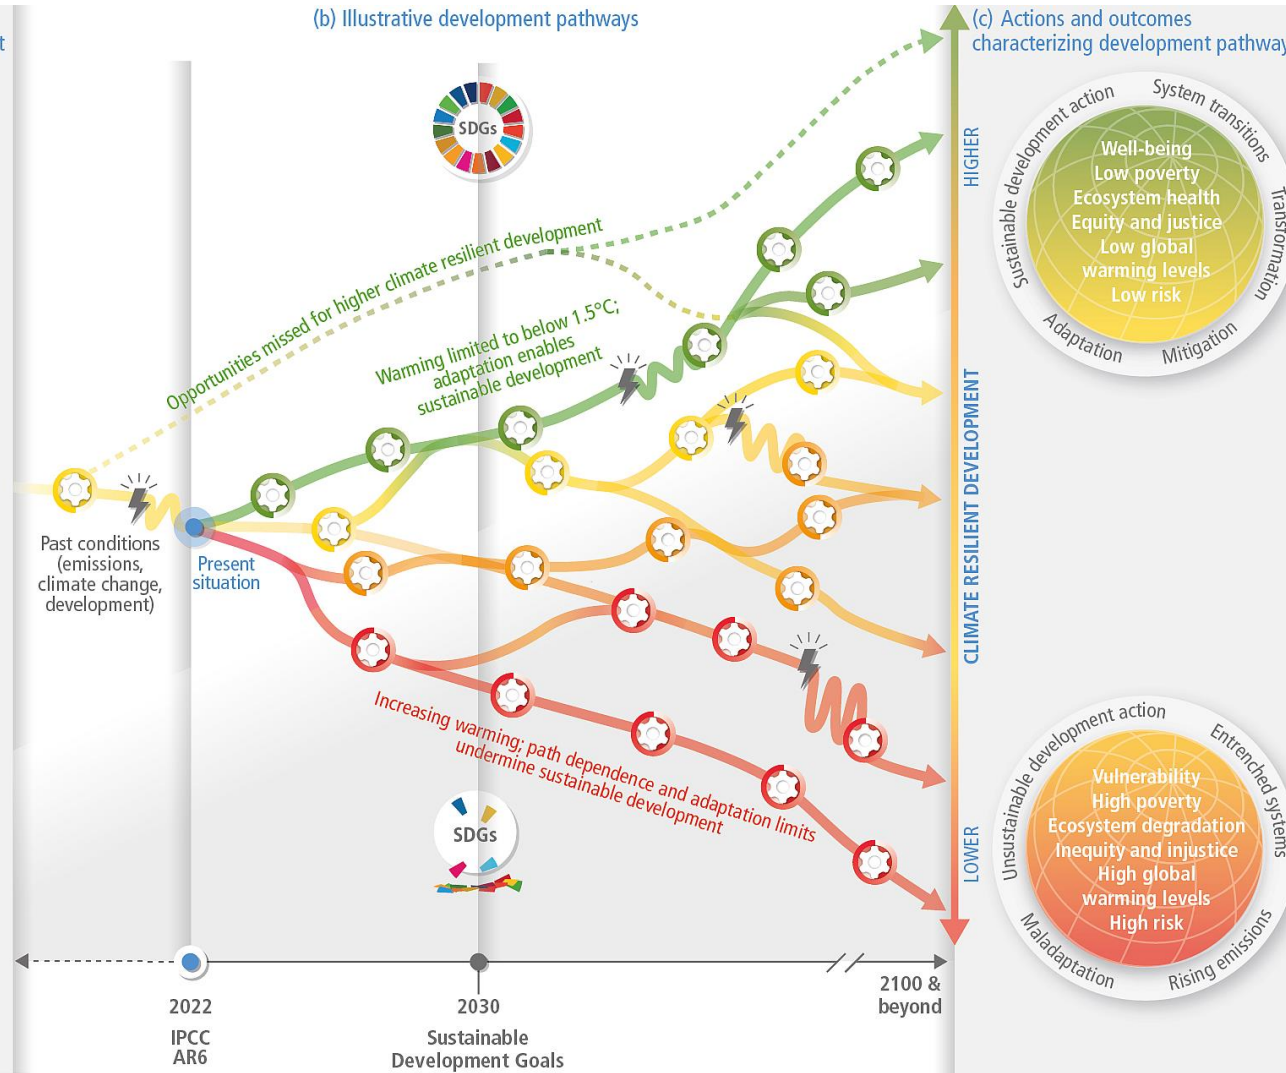 t
(b) Illustrative development pathways
(c) Actions and outcomes
characterizing development pathway
SDGs
Opportunities missed for higher climate resilient development
Warming limited to below 1.5°C;
adaptation enables
sustainable development
Past conditions
(emissions,
climate change,
development)
Present
situation
Increasing warming; path dependence and adaptation limits
undermine sustainable development
SDGs
HIGHER
CLIMATE RESILIENT DEVELOPMENT
LOWER
Sustainable development action
System transitions
Transformation
Mitigation
Adaptation
Well-being
Low poverty
Ecosystem health
Equity and justice
Low global
warming levels
Low risk
Unsustainable development action
Entrenched systems
Rising emissions
Maladaptation
Vulnerability
High poverty
Ecosystem degradation
Inequity and injustice
High global
warming levels
High risk
2022
IPCC
AR6
2030
Sustainable
Development Goals
2100 &
beyond